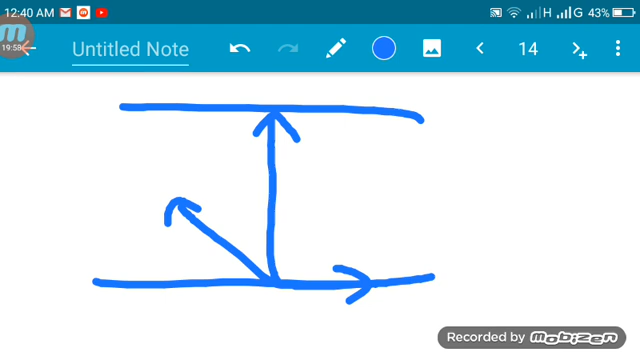 12:40 AM H G 43%
m
19:58
Untitled Note 14
Recorded by mobizen